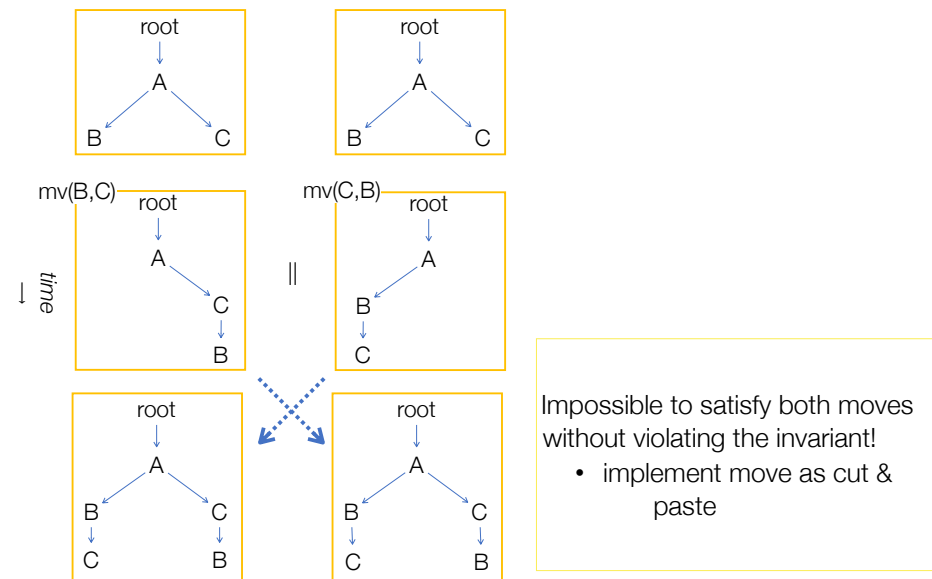 root
root
A
A
B
C
B
C
mv(B,C)
root
mv(C,B)
root
A
A
time
→
||
C
B
B
C
root
root
A
A
B
C
B
C
C
B
C
B
Impossible to satisfy both moves
without violating the invariant!
• implement move as cut &
paste